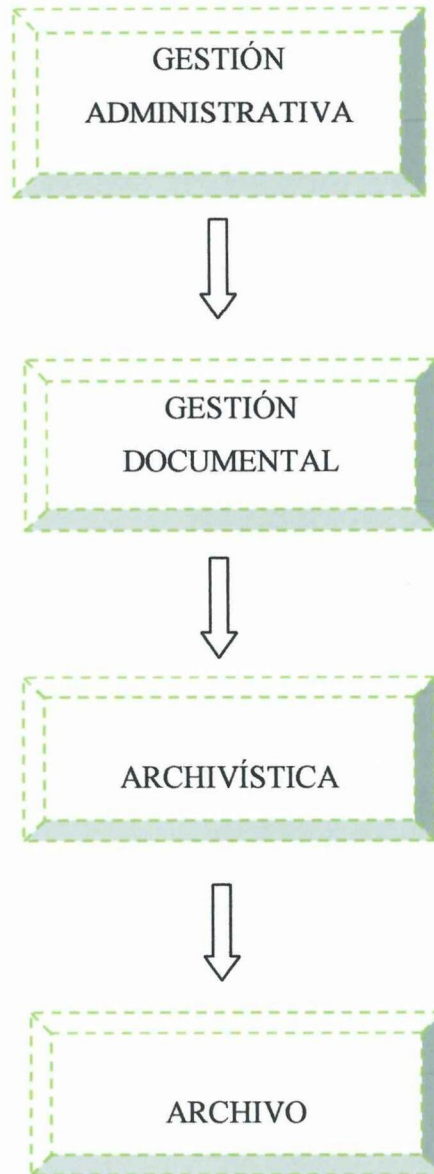 GESTIÓN
ADMINISTRATIVA
GESTIÓN
DOCUMENTAL
ARCHIVÍSTICA
ARCHIVO